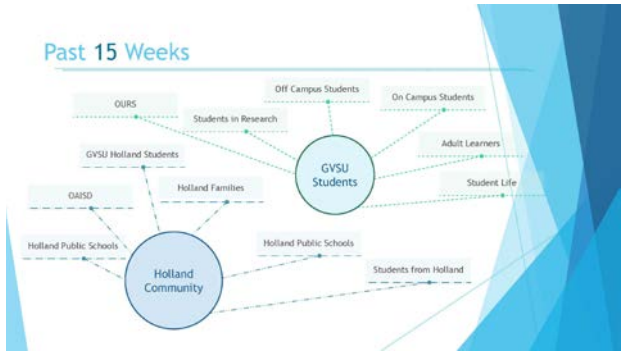 Past 15 Weeks
Off Campus Students
OURS
On Campus Students
Students in Research
GVSU Holland Students
Adult Learners
GVSU
Students
Holland Families
Student Life
OAISD
Holland Public Schools
Holland Public Schools
Holland
Community
Students from Holland